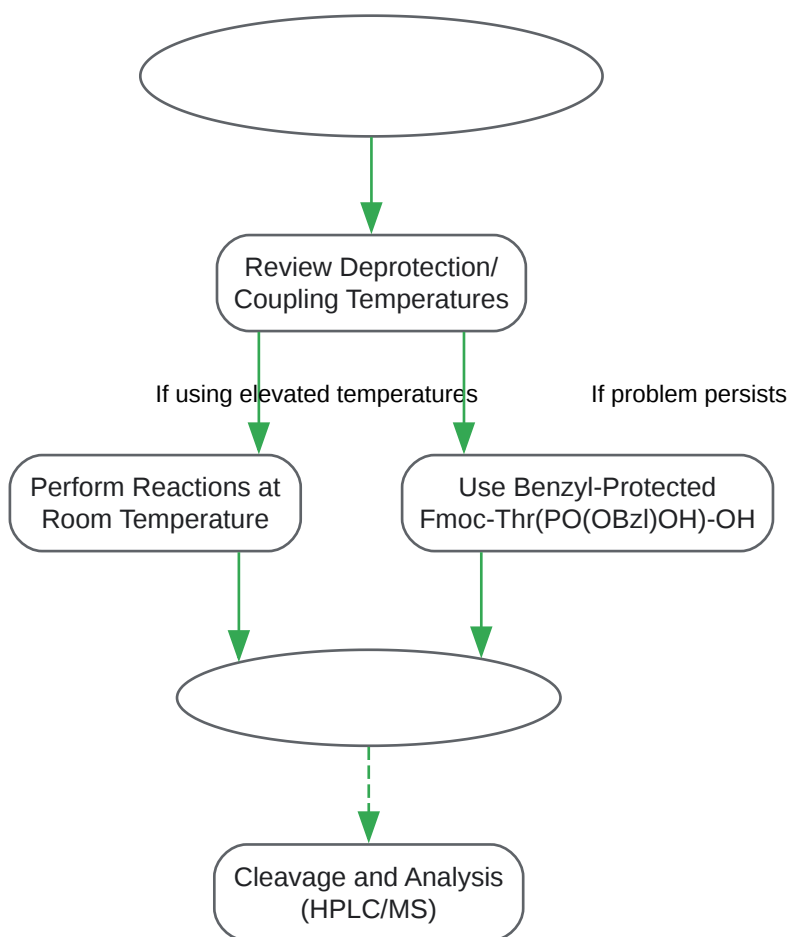 Review Deprotection/
Coupling Temperatures
If using elevated temperatures
If problem persists
Perform Reactions at
Room Temperature
Use Benzyl-Protected
Fmoc-Thr(PO(OBzl)OH)-OH
Cleavage and Analysis
(HPLC/MS)